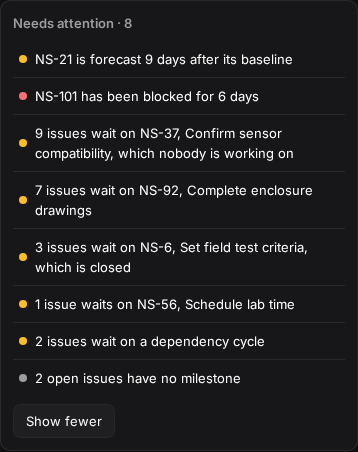 Needs attention · 8
NS-21 is forecast 9 days after its baseline
NS-101 has been blocked for 6 days
9 issues wait on NS-37, Confirm sensor
compatibility, which nobody is working on
7 issues wait on NS-92, Complete enclosure
drawings
3 issues wait on NS-6, Set field test criteria,
which is closed
1 issue waits on NS-56, Schedule lab time
2 issues wait on a dependency cycle
2 open issues have no milestone
Show fewer